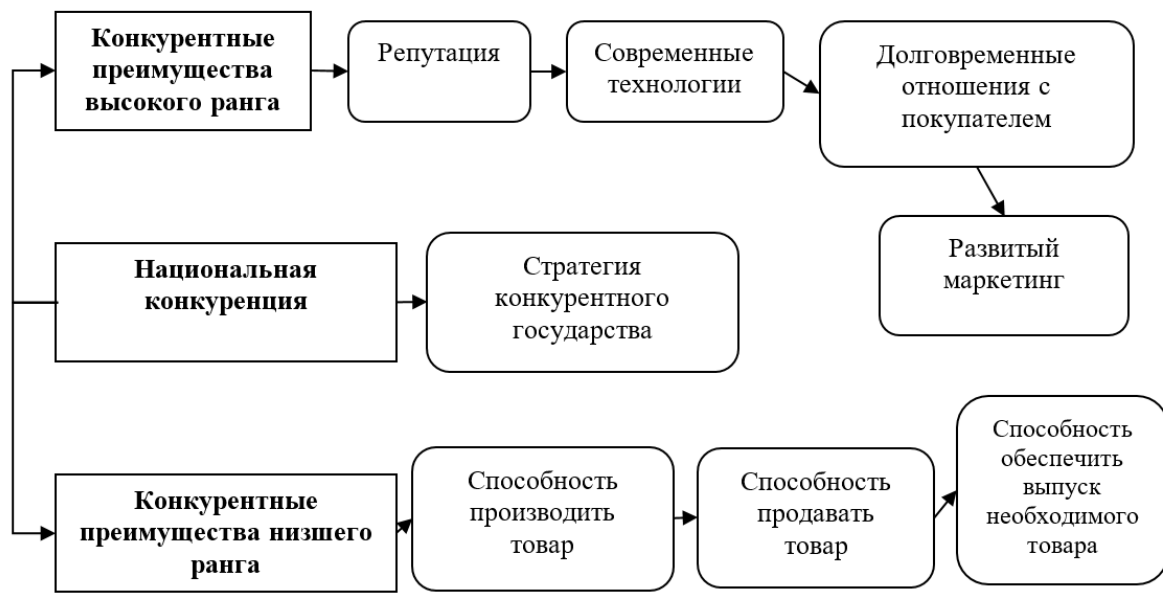 Конкурентные
преимущества
высокого ранга
Репутация
Современные
технологии
Долговременные
отношения с
покупателем
Развитый
маркетинг
Национальная
конкуренция
Стратегия
конкурентного
государства
Конкурентные
преимущества низшего
ранга
Способность
производить
товар
Способность
продавать
товар
Способность
обеспечить
выпуск
необходимого
товара